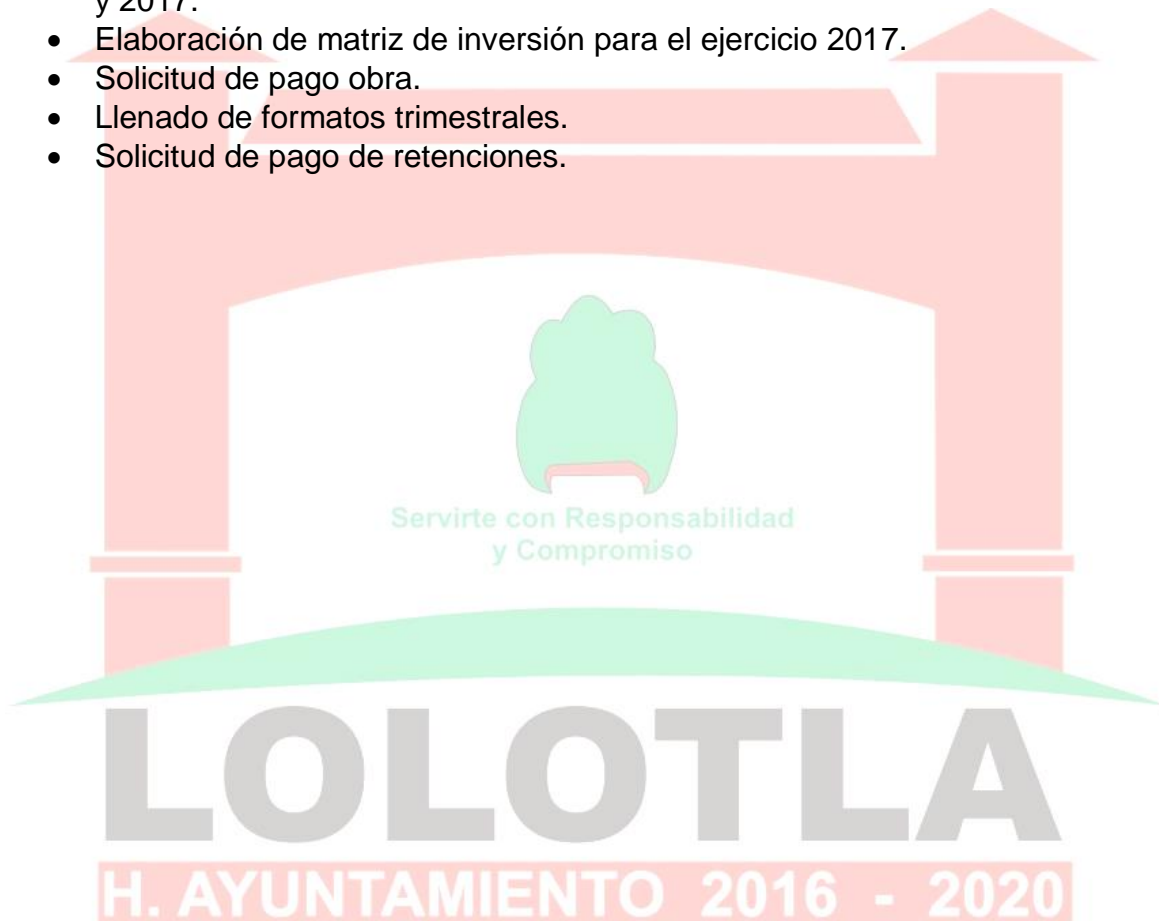 y 2017.
• Elaboración de matriz de inversión para el ejercicio 2017.
• Solicitud de pago obra.
• Llenado de formatos trimestrales.
• Solicitud de pago de retenciones.
Servirte con Responsabilidad
y Compromiso
LOLOTLA
H. AYUNTAMIENTO 2016 - 2020